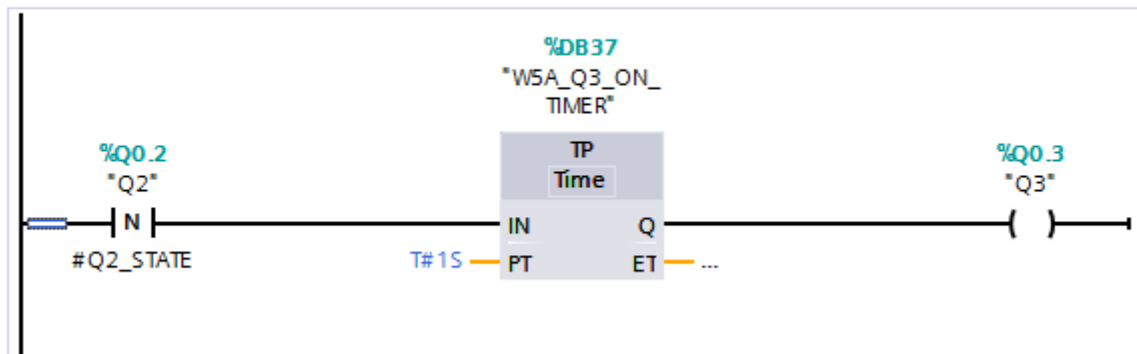 %DB37
"W5A_Q3_ON_
TIMER"
TP
Time
%Q0.2
"Q2"
N
#Q2_STATE
IN
Q
T#1S
PT
ET
...
%Q0.3
"Q3"